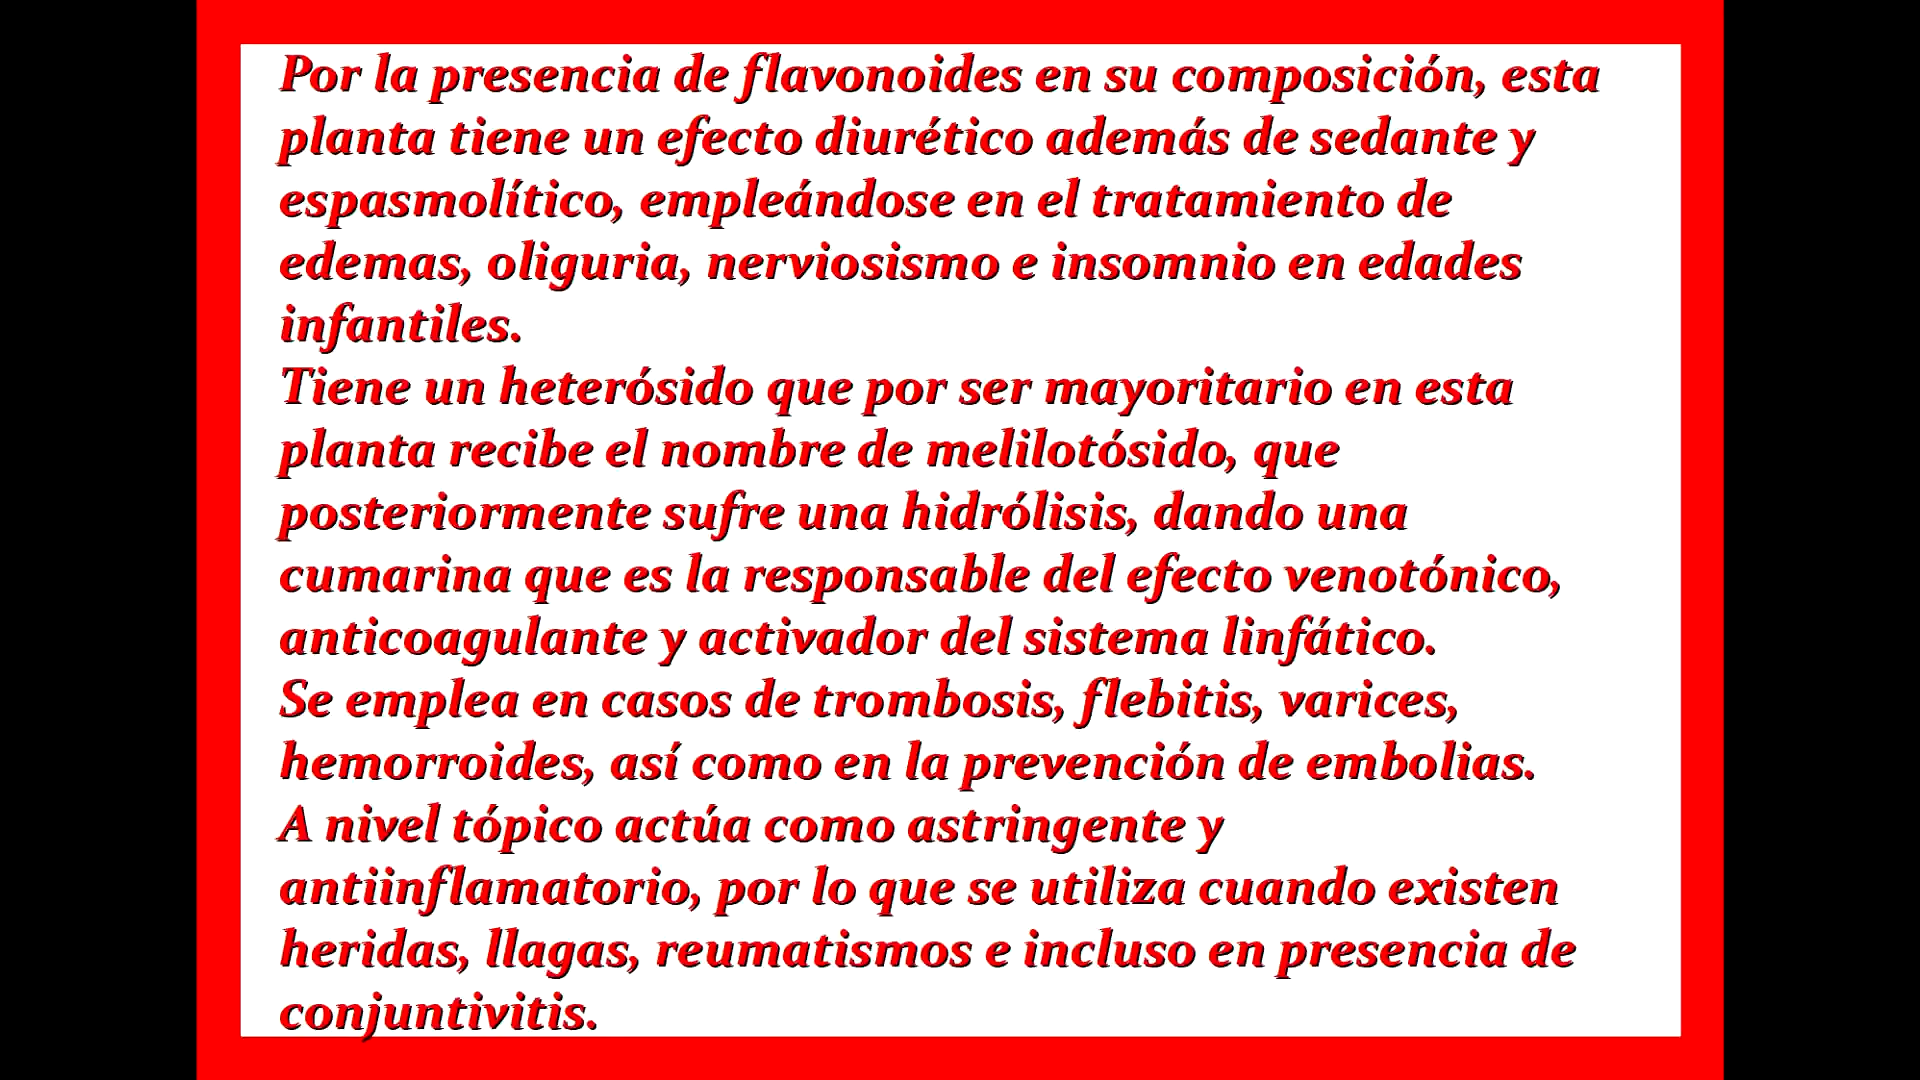 Por la presencia de flavonoides en su composición, esta
planta tiene un efecto diurético además de sedante y
espasmolítico, empleándose en el tratamiento de
edemas, oliguria, nerviosismo e insomnio en edades
infantiles.
Tiene un heterósido que por ser mayoritario en esta
planta recibe el nombre de melilotósido, que
posteriormente sufre una hidrólisis, dando una
cumarina que es la responsable del efecto venotónico,
anticoagulante y activador del sistema linfático.
Se emplea en casos de trombosis, flebitis, varices,
hemorroides, así como en la prevención de embolias.
A nivel tópico actúa como astringente y
antiinflamatorio, por lo que se utiliza cuando existen
heridas, llagas, reumatismos e incluso en presencia de
conjuntivitis.